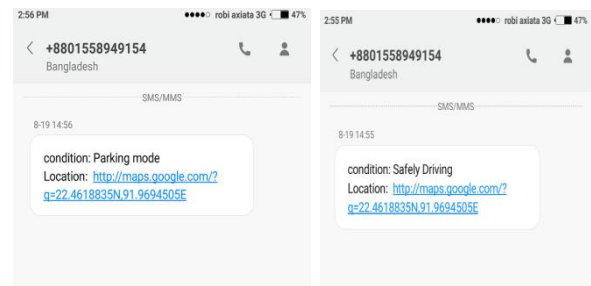 2:56 PM robi axiata 3G 47%
+8801558949154
Bangladesh
SMS/MMS
8-19 14:56
condition: Parking mode
Location: http://maps.google.com/?
q=22.4618835N,91.9694505E
2:55 PM robi axiata 3G 47%
+8801558949154
Bangladesh
SMS/MMS
8-19 14:55
condition: Safely Driving
Location: http://maps.google.com/?
q=22.4618835N,91.9694505E